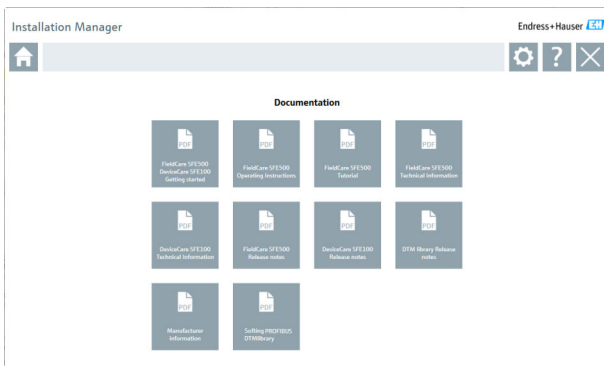 Installation Manager
Endress+Hauser EH
Documentation
PDF
FieldCare SFE500
DeviceCare SFE100
Getting started
PDF
FieldCare SFE500
Operating Instructions
PDF
FieldCare SFE500
Tutorial
PDF
FieldCare SFE500
Technical Information
PDF
DeviceCare SFE100
Technical Information
PDF
FieldCare SFE500
Release notes
PDF
DeviceCare SFE100
Release notes
PDF
DTM library Release
notes
PDF
Manufacturer
information
PDF
Softing PROFIBUS
DTMlibrary